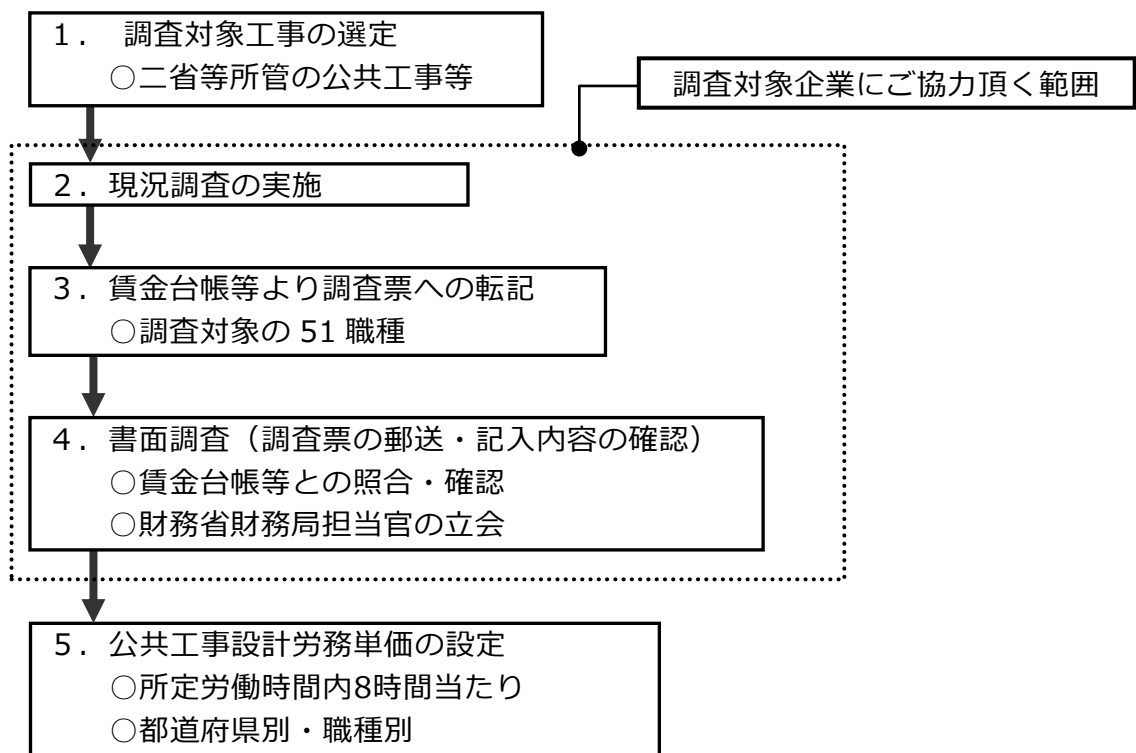 1. 調査対象工事の選定
○二省等所管の公共工事等
調査対象企業にご協力頂く範囲
2. 現況調査の実施
3. 賃金台帳等より調査票への転記
○調査対象の 51 職種
4. 書面調査（調査票の郵送・記入内容の確認）
○賃金台帳等との照合・確認
○財務省財務局担当官の立会
5. 公共工事設計労務単価の設定
○所定労働時間内8時間当たり
○都道府県別・職種別